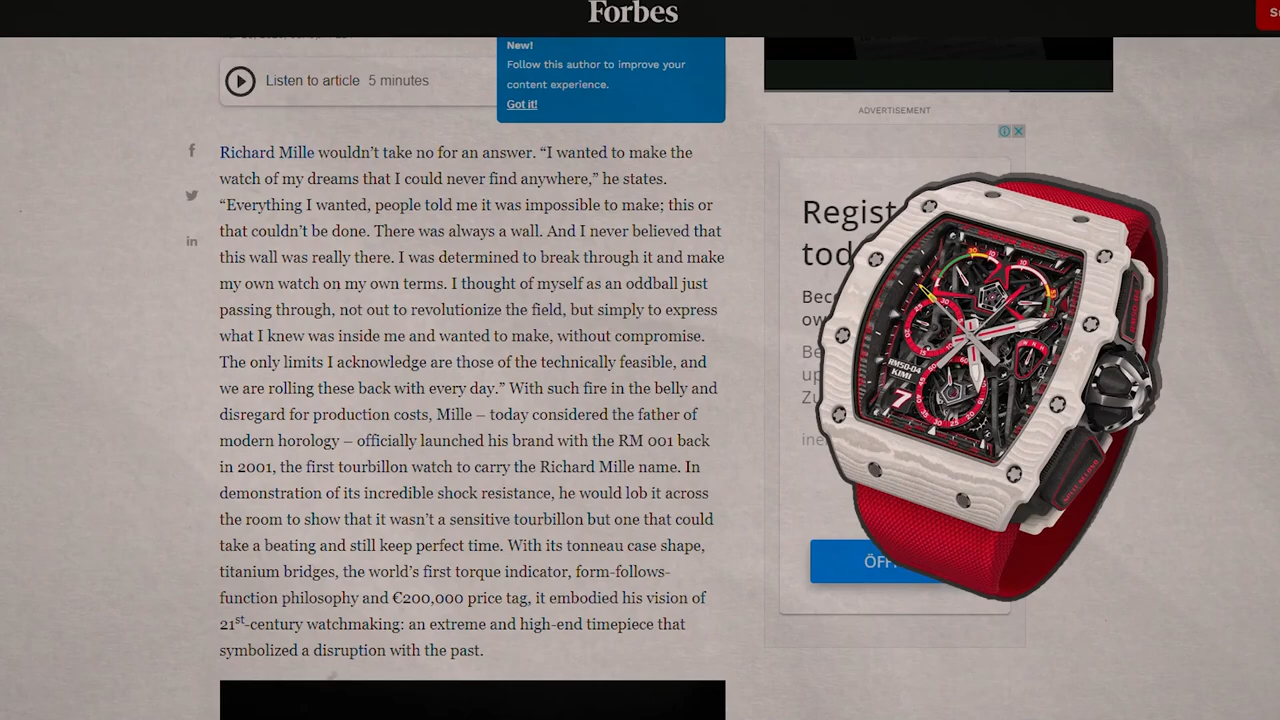 Forbes
New!
Follow this author to improve your
content experience.
Got it!
Listen to article 5 minutes
ADVERTISEMENT
Richard Mille wouldn’t take no for an answer. “I wanted to make the
watch of my dreams that I could never find anywhere,” he states.
“Everything I wanted, people told me it was impossible to make; this or
that couldn’t be done. There was always a wall. And I never believed that
this wall was really there. I was determined to break through it and make
my own watch on my own terms. I thought of myself as an oddball just
passing through, not out to revolutionize the field, but simply to express
what I knew was inside me and wanted to make, without compromise.
The only limits I acknowledge are those of the technically feasible, and
we are rolling these back with every day.” With such fire in the belly and
disregard for production costs, Mille – today considered the father of
modern horology – officially launched his brand with the RM 001 back
in 2001, the first tourbillon watch to carry the Richard Mille name. In
demonstration of its incredible shock resistance, he would lob it across
the room to show that it wasn’t a sensitive tourbillon but one that could
take a beating and still keep perfect time. With its tonneau case shape,
titanium bridges, the world’s first torque indicator, form-follows-
function philosophy and €200,000 price tag, it embodied his vision of
21st-century watchmaking: an extreme and high-end timepiece that
symbolized a disruption with the past.
RM50-04
KIMI
7